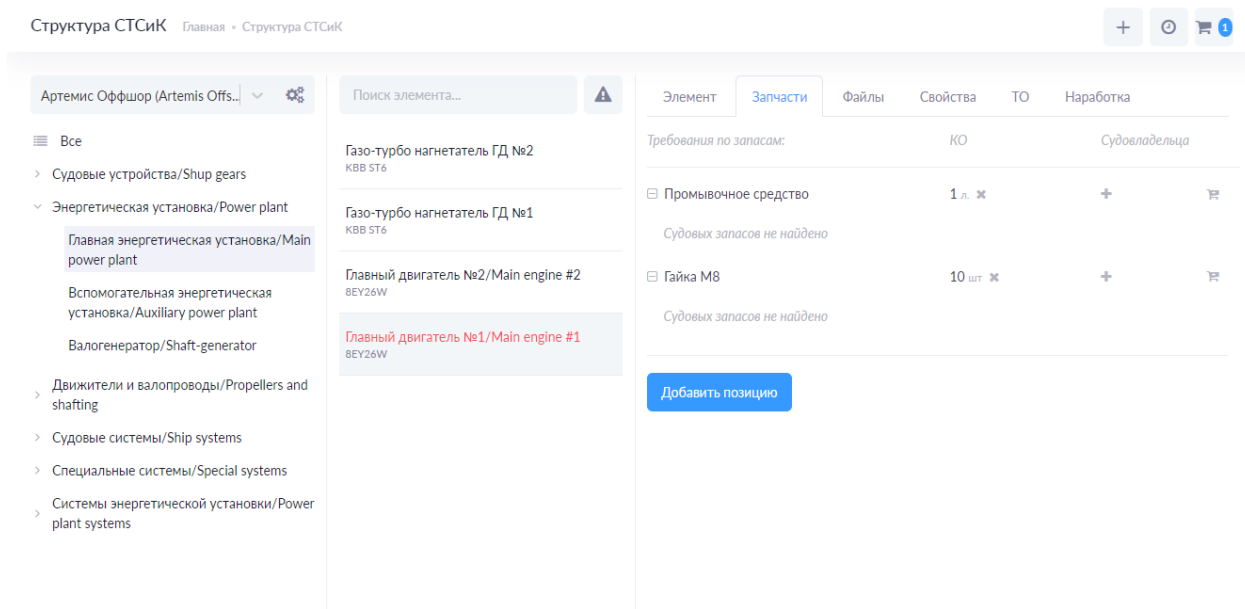 Структура СТСиК Главная • Структура СТСиК
1
Артемис Оффшор (Artemis Offs...
Все
Судовые устройства/Shup gears
Энергетическая установка/Power plant
Главная энергетическая установка/Main
power plant
Вспомогательная энергетическая
установка/Auxiliary power plant
Валогенератор/Shaft-generator
Движители и валопроводы/Propellers and
shafting
Судовые системы/Ship systems
Специальные системы/Special systems
Системы энергетической установки/Power
plant systems
Поиск элемента...
Газо-турбо нагнетатель ГД №2
KBB ST6
Газо-турбо нагнетатель ГД №1
KBB ST6
Главный двигатель №2/Main engine #2
8EY26W
Главный двигатель №1/Main engine #1
8EY26W
Элемент Запчасти Файлы Свойства ТО Наработка
Требования по запасам: КО Судовладельца
Промывочное средство 1 л.
Судовых запасов не найдено
Гайка М8 10 шт
Судовых запасов не найдено
Добавить позицию